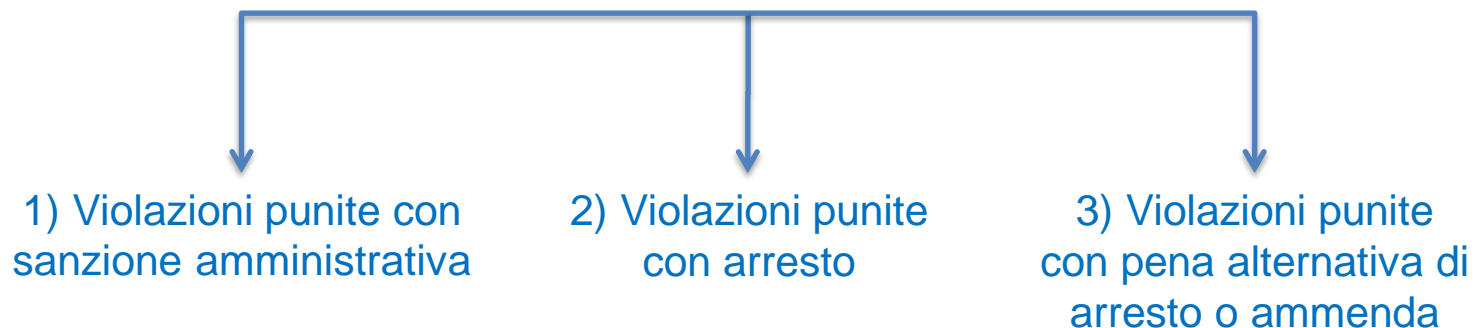 1) Violazioni punite con
sanzione amministrativa
2) Violazioni punite
con arresto
3) Violazioni punite
con pena alternativa di
arresto o ammenda